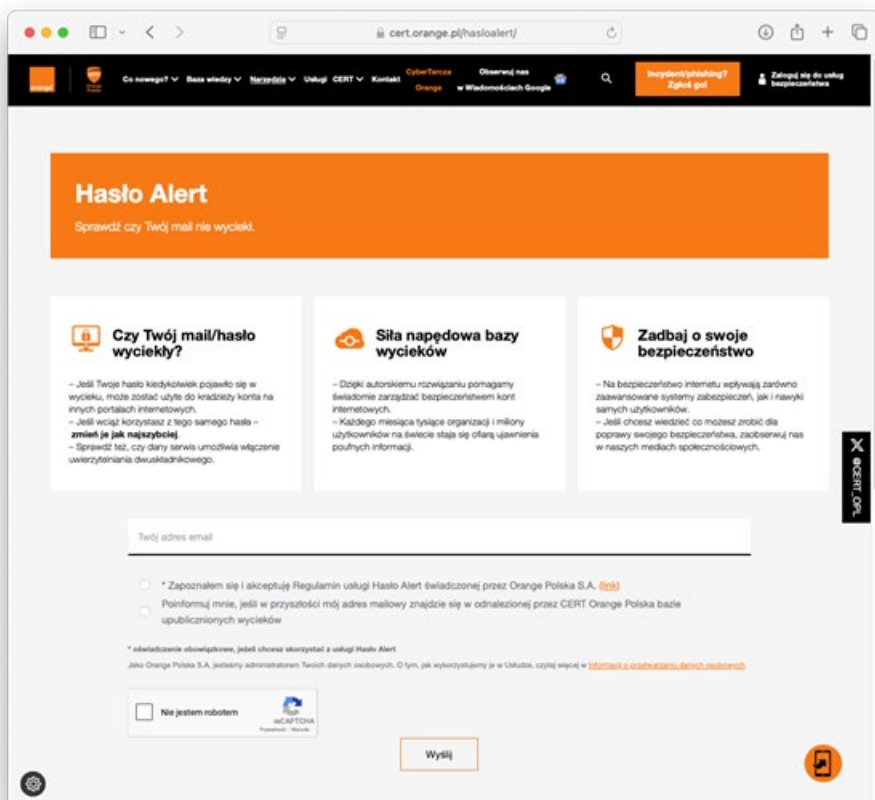 cert.orange.pl/hasloalert/
orange
Orange
Polska
Co nowego?
Baza wiedzy
Narzędzia
Usługi
CERT
Kontakt
CyberTarcza
Orange
Obserwuj nas
w Wiadomościach Google
Incydent/phishing?
Zgłoś go!
Zaloguj się do usług
bezpieczeństwa
Hasło Alert
Sprawdź czy Twój mail nie wyciekł.
Czy Twój mail/hasło
wyciekły?
– Jeśli Twoje hasło kiedykolwiek pojawiło się w
wycieku, może zostać użyte do kradzieży konta na
innych portalach internetowych.
– Jeśli wciąż korzystasz z tego samego hasła –
zmień je jak najszybciej.
– Sprawdź też, czy dany serwis umożliwia włączenie
uwierzytelniania dwuskładnikowego.
Siła napędowa bazy
wycieków
– Dzięki autorskiemu rozwiązaniu pomagamy
świadomie zarządzać bezpieczeństwem kont
internetowych.
– Każdego miesiąca tysiące organizacji i miliony
użytkowników na świecie staja się ofiarą ujawnienia
poufnych informacji.
Zadbaj o swoje
bezpieczeństwo
– Na bezpieczeństwo internetu wpływają zarówno
zaawansowane systemy zabezpieczeń, jak i nawyki
samych użytkowników.
– Jeśli chcesz wiedzieć co możesz zrobić dla
poprawy swojego bezpieczeństwa, zaobserwuj nas
w naszych mediach społecznościowych.
X @CERT_OPL
Twój adres email
* Zapoznałem się i akceptuję Regulamin usługi Hasło Alert świadczonej przez Orange Polska S.A. (link)
Poinformuj mnie, jeśli w przyszłości mój adres mailowy znajdzie się w odnalezionej przez CERT Orange Polska bazie
upublicznionych wycieków
* oświadczenie obowiązkowe, jeżeli chcesz skorzystać z usługi Hasło Alert
Jako Orange Polska S.A. jesteśmy administratorem Twoich danych osobowych. O tym, jak wykorzystujemy je w Usłudze, czytaj więcej w Informacji o przetwarzaniu danych osobowych.
Nie jestem robotem
reCAPTCHA
Prywatność - Warunki
Wyślij